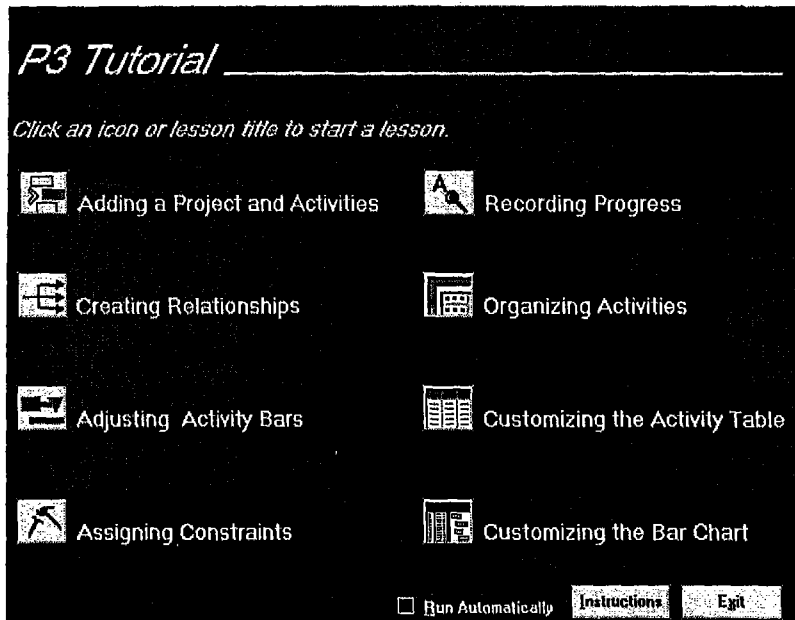 P3 Tutorial
Click an icon or lesson title to start a lesson.
Adding a Project and Activities
Recording Progress
Creating Relationships
Organizing Activities
Adjusting Activity Bars
Customizing the Activity Table
Assigning Constraints
Customizing the Bar Chart
Run Automatically
Instructions
Exit